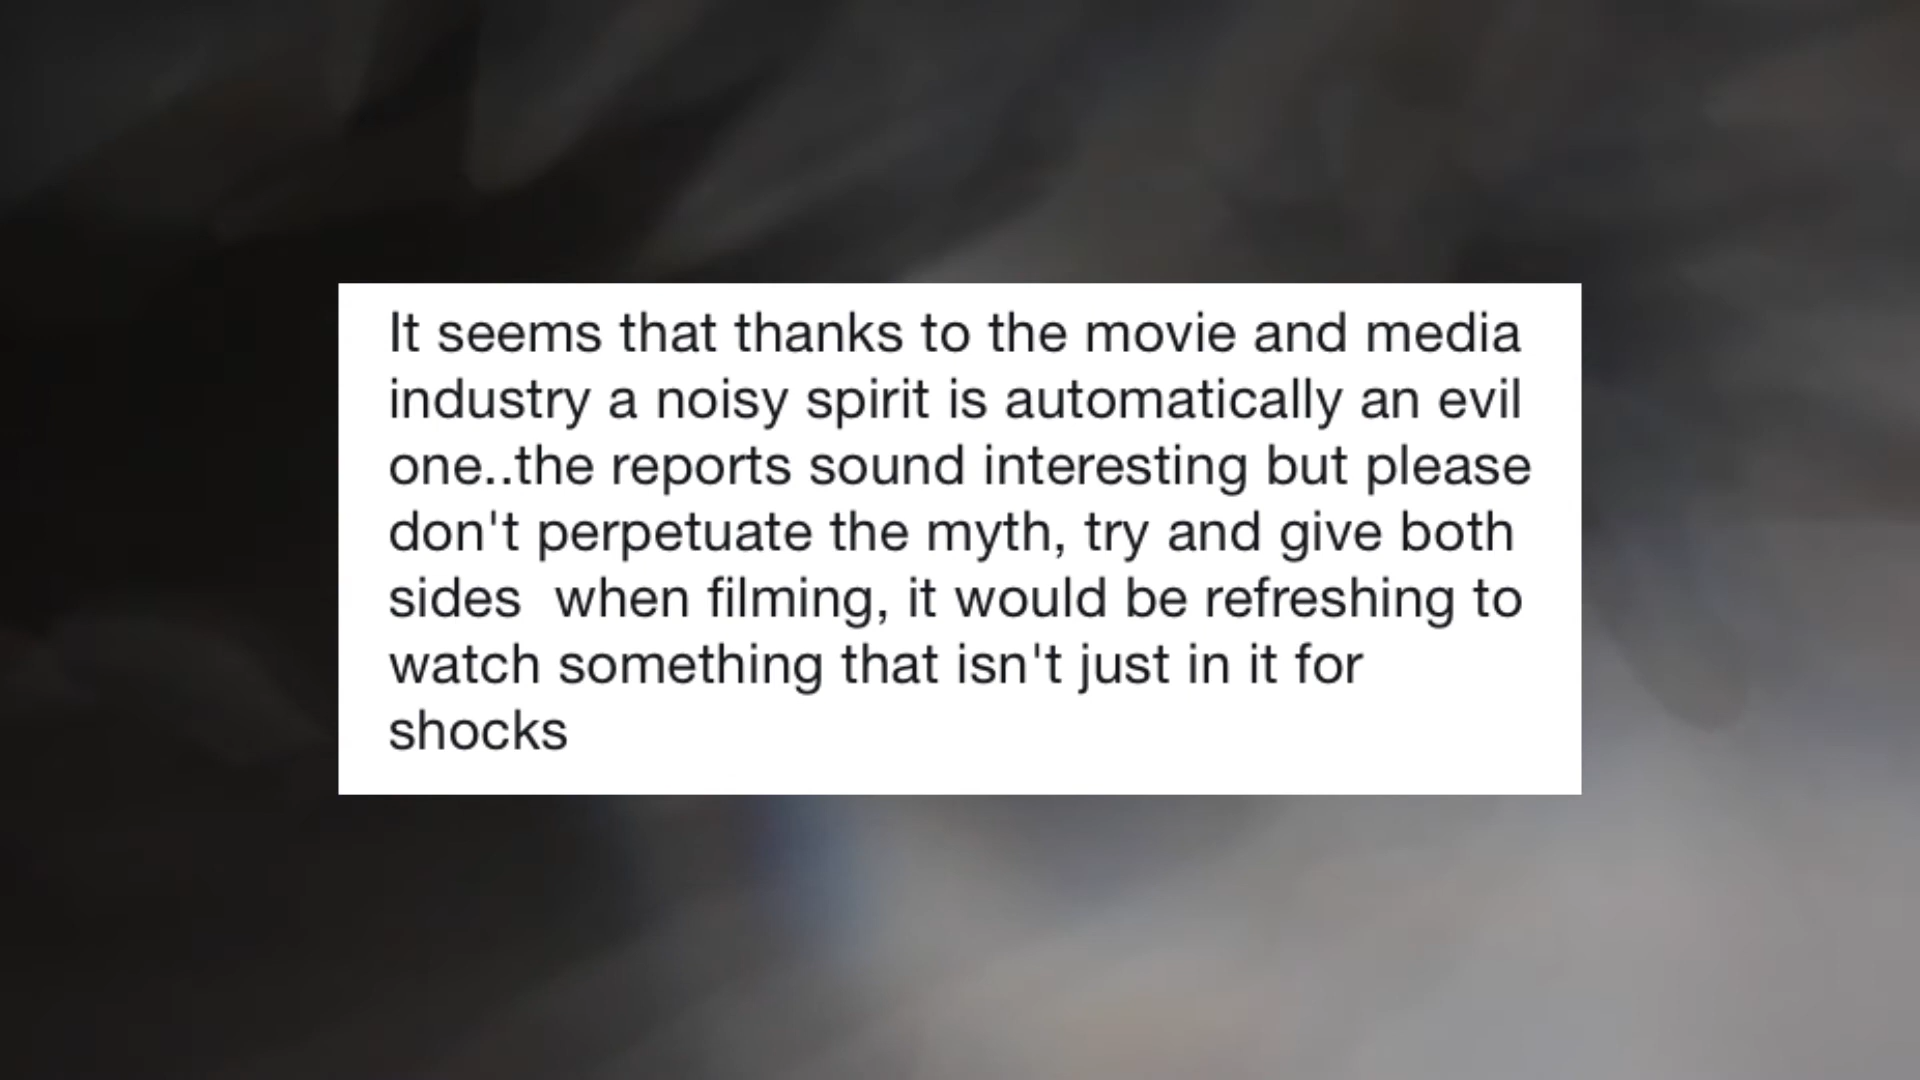 It seems that thanks to the movie and media
industry a noisy spirit is automatically an evil
one..the reports sound interesting but please
don't perpetuate the myth, try and give both
sides  when filming, it would be refreshing to
watch something that isn't just in it for
shocks